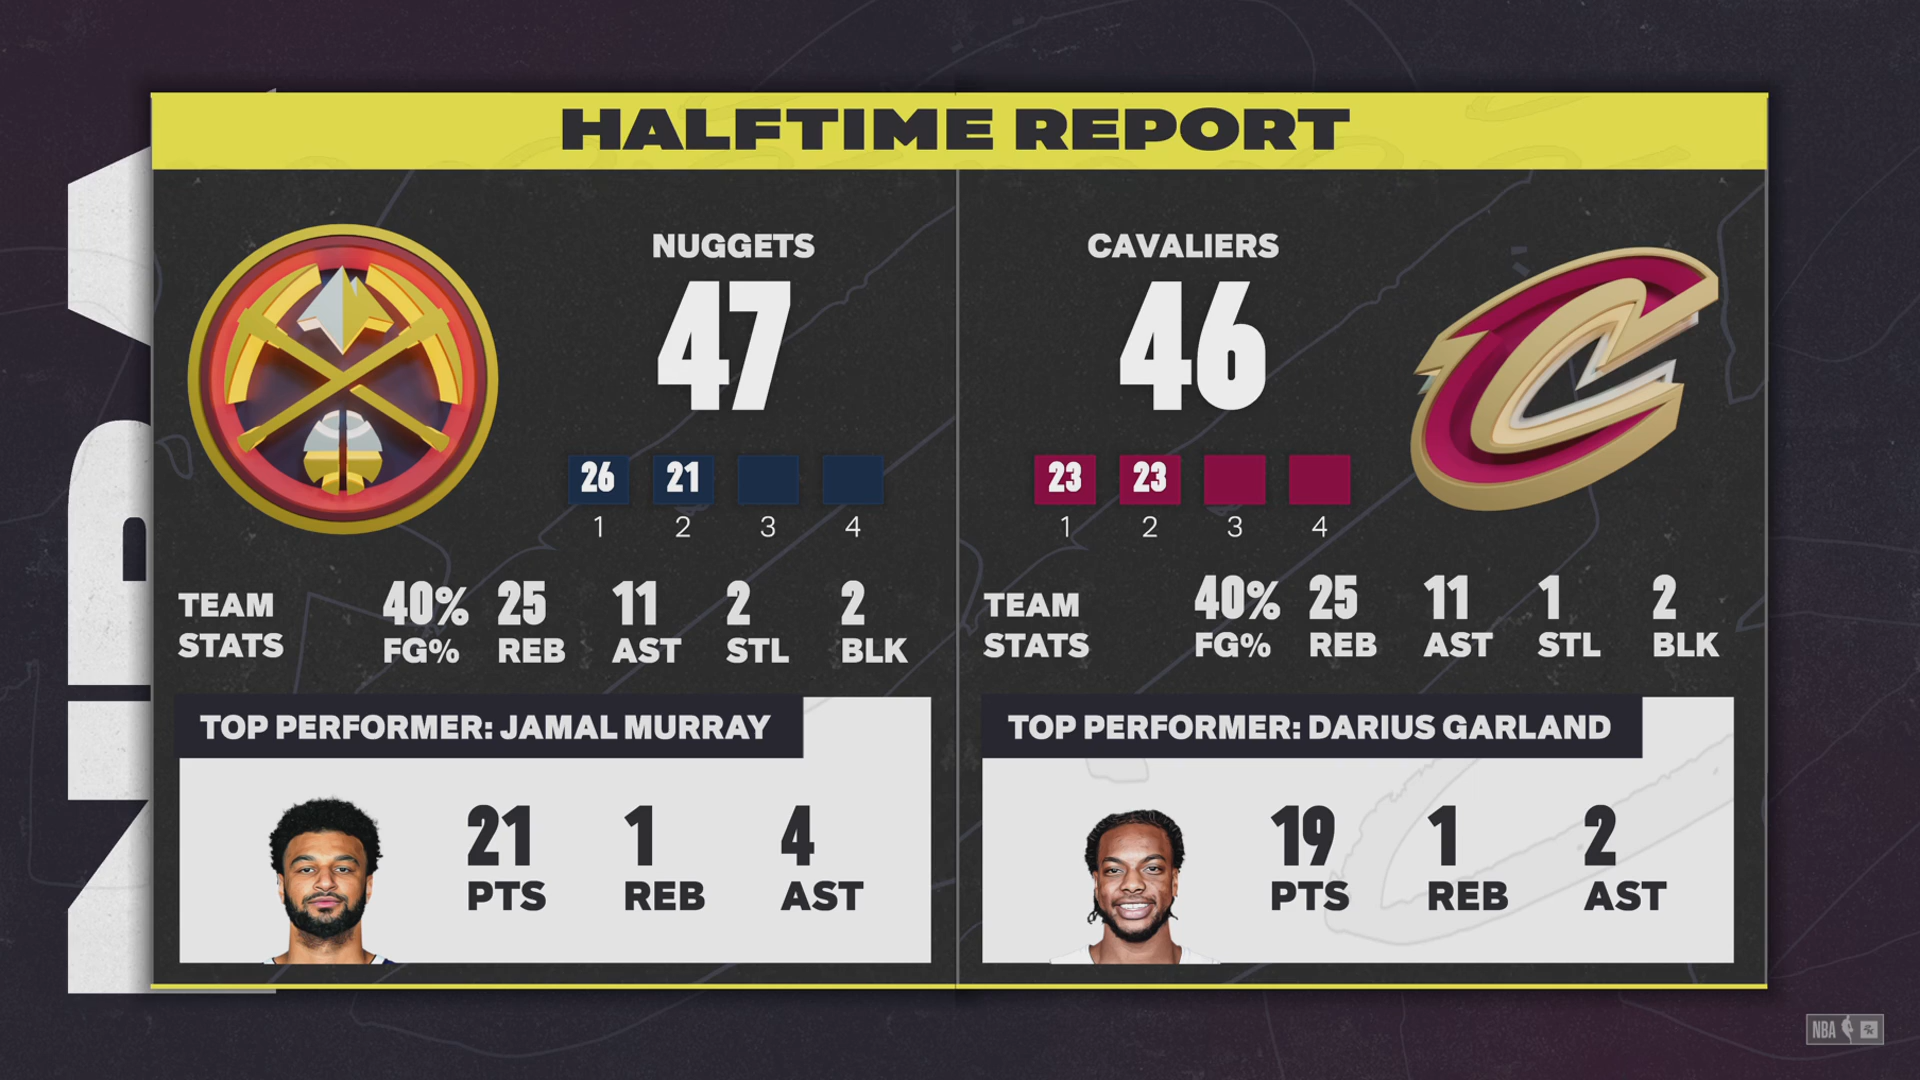 HALFTIME REPORT
NUGGETS
47
26 21
1 2 3 4
TEAM STATS
40% 25 11 2 2
FG% REB AST STL BLK
TOP PERFORMER: JAMAL MURRAY
21 1 4
PTS REB AST
CAVALIERS
46
23 23
1 2 3 4
TEAM STATS
40% 25 11 1 2
FG% REB AST STL BLK
TOP PERFORMER: DARIUS GARLAND
19 1 2
PTS REB AST
NBA 2K